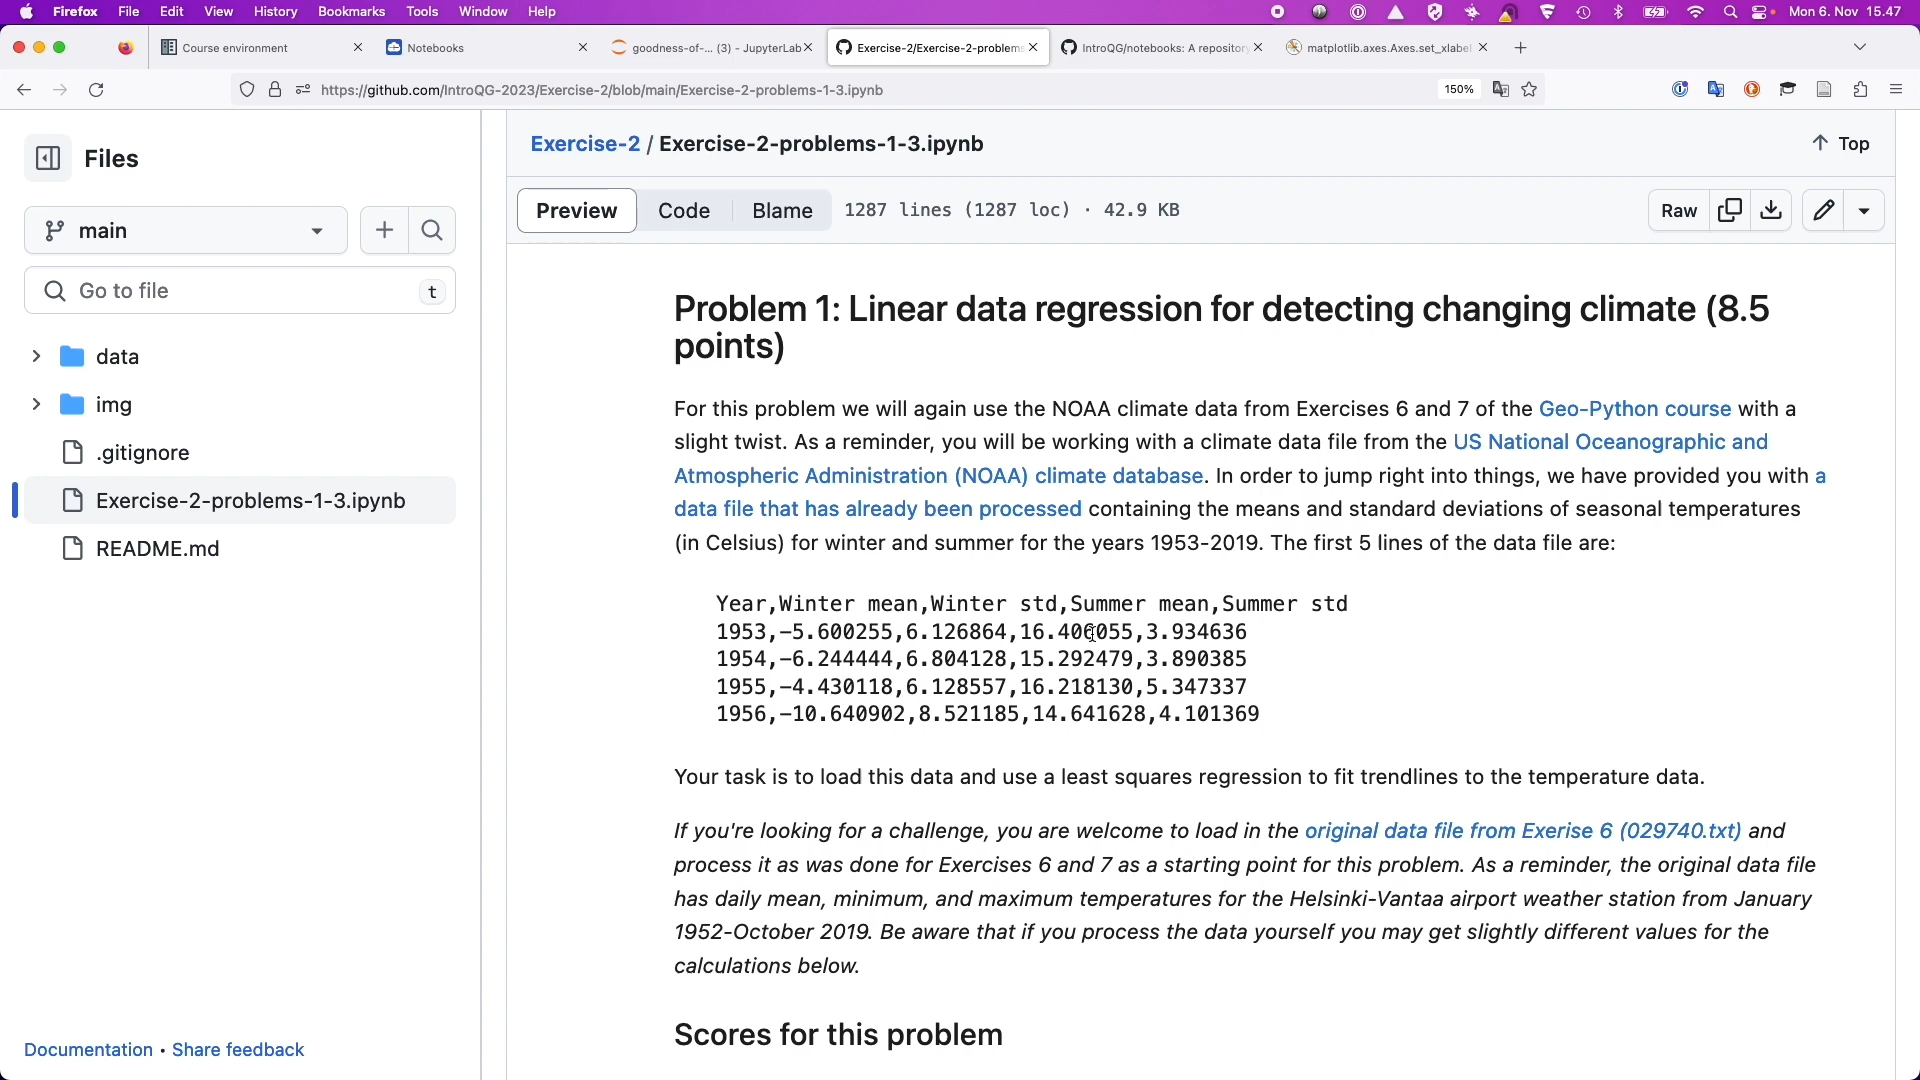 Firefox File Edit View History Bookmarks Tools Window Help Mon 6. Nov 15.47
Course environment Notebooks goodness-of-... (3) - JupyterLab Exercise-2/Exercise-2-problem IntroQG/notebooks: A repository matplotlib.axes.Axes.set_xlabel
https://github.com/IntroQG-2023/Exercise-2/blob/main/Exercise-2-problems-1-3.ipynb 150%
Files
main
Go to file t
data
img
.gitignore
Exercise-2-problems-1-3.ipynb
README.md
Documentation • Share feedback
Exercise-2 / Exercise-2-problems-1-3.ipynb Top
Preview Code Blame 1287 lines (1287 loc) · 42.9 KB Raw
Problem 1: Linear data regression for detecting changing climate (8.5
points)
For this problem we will again use the NOAA climate data from Exercises 6 and 7 of the Geo-Python course with a
slight twist. As a reminder, you will be working with a climate data file from the US National Oceanographic and
Atmospheric Administration (NOAA) climate database. In order to jump right into things, we have provided you with a
data file that has already been processed containing the means and standard deviations of seasonal temperatures
(in Celsius) for winter and summer for the years 1953-2019. The first 5 lines of the data file are:
Year,Winter mean,Winter std,Summer mean,Summer std
1953,-5.600255,6.126864,16.406055,3.934636
1954,-6.244444,6.804128,15.292479,3.890385
1955,-4.430118,6.128557,16.218130,5.347337
1956,-10.640902,8.521185,14.641628,4.101369
Your task is to load this data and use a least squares regression to fit trendlines to the temperature data.
If you're looking for a challenge, you are welcome to load in the original data file from Exerise 6 (029740.txt) and
process it as was done for Exercises 6 and 7 as a starting point for this problem. As a reminder, the original data file
has daily mean, minimum, and maximum temperatures for the Helsinki-Vantaa airport weather station from January
1952-October 2019. Be aware that if you process the data yourself you may get slightly different values for the
calculations below.
Scores for this problem